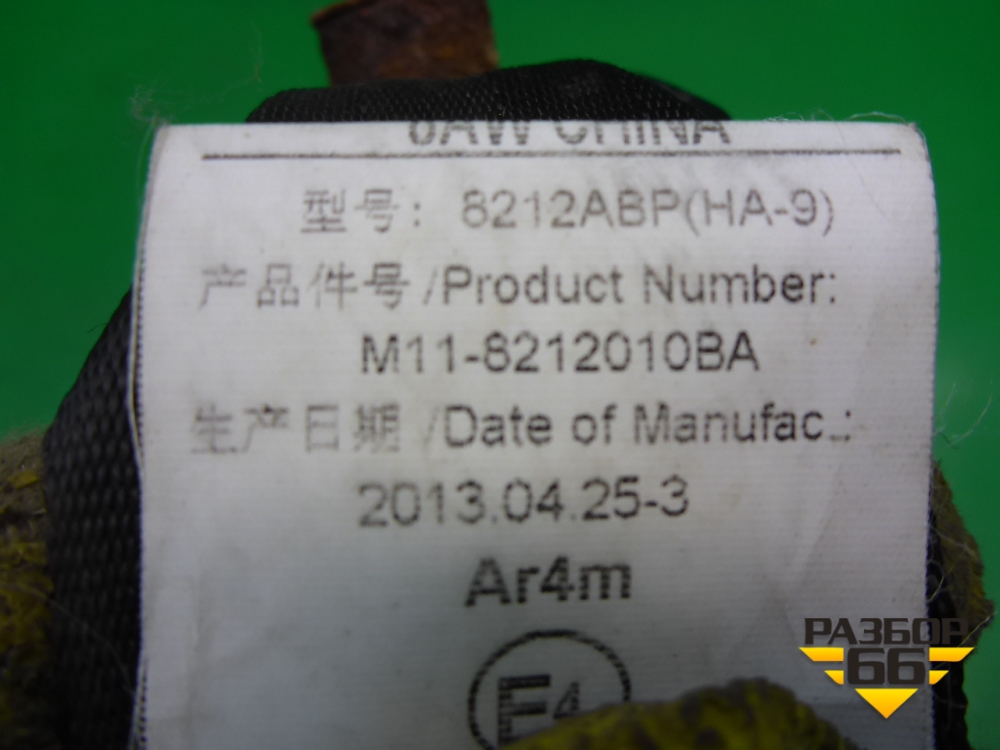 CHINA
型号: 8212ABP(HA-9)
产品件号/Product Number:
M11-8212010BA
生产日期/Date of Manufac.:
2013.04.25-3
Ar4m
E4
РАЗБОР
66